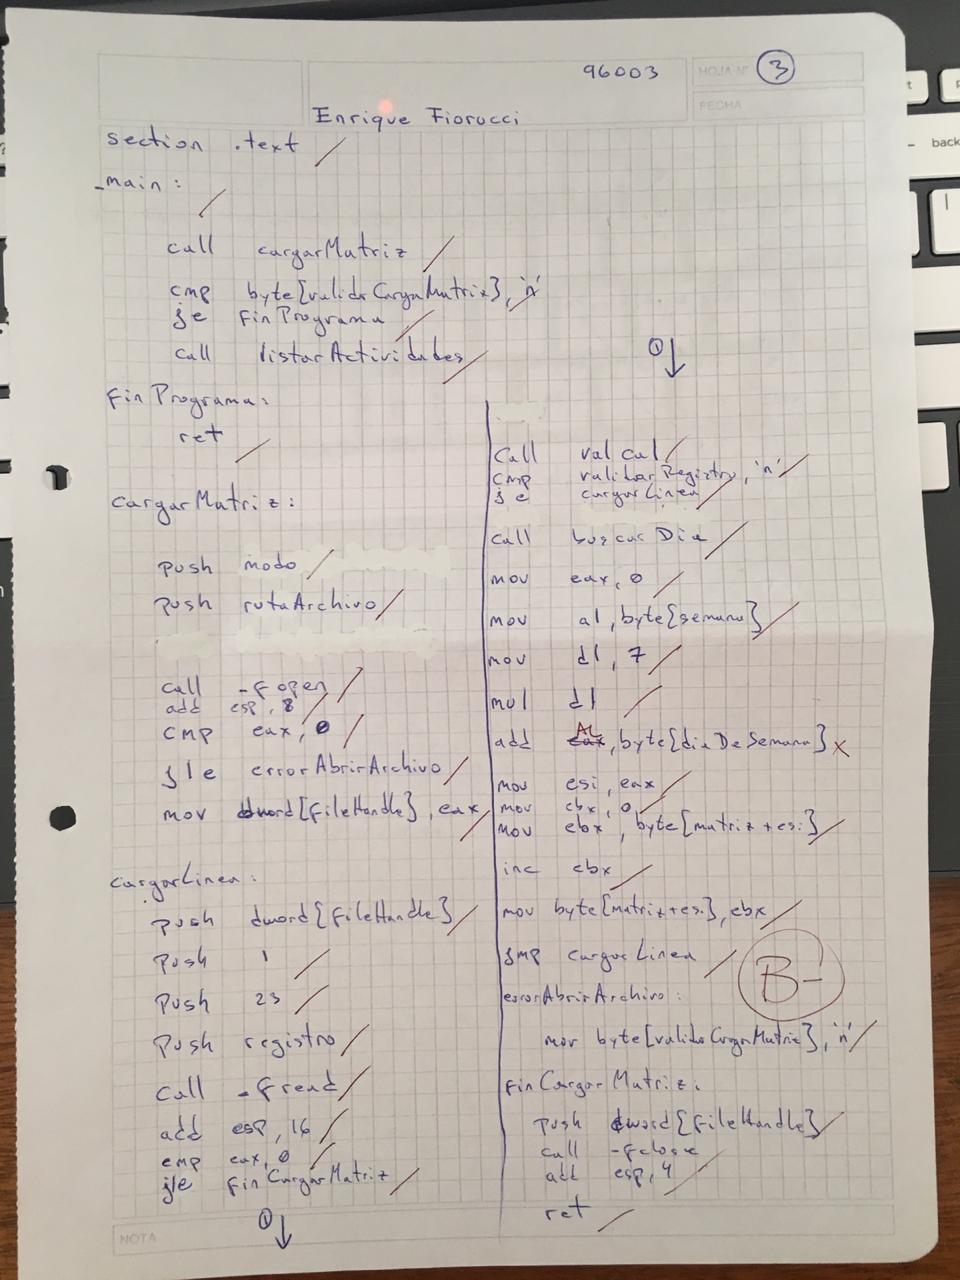 96003
HOJA Nº 3
FECHA
Enrique Fiorucci
section .text
_main:
call cargarMatriz
cmp byte[validoCargaMatriz], 'n'
je finPrograma
call listarActividades
finPrograma:
ret
cargarMatriz:
push modo
push rutaArchivo
call _fopen
add esp, 8
cmp eax, 0
jle errorAbrirArchivo
mov dword[fileHandle], eax
cargarLinea:
push dword[fileHandle]
push 1
push 23
push registro
call _fread
add esp, 16
cmp eax, 0
jle finCargarMatriz
1
1
call valcal
cmp validarRegistro, 'n'
je cargarLinea
call buscarDia
mov eax, 0
mov al, byte[semana]
mov dl, 7
mul dl
AL
add eax, byte[diaDeSemana] x
mov esi, eax
mov ebx, 0
mov ebx, byte[matriz+esi]
inc ebx
mov byte[matriz+esi], ebx
jmp cargarLinea
B-
errorAbrirArchivo:
mov byte[validoCargaMatriz], 'n'
finCargarMatriz:
push dword[fileHandle]
call _fclose
add esp, 4
ret
NOTA
back